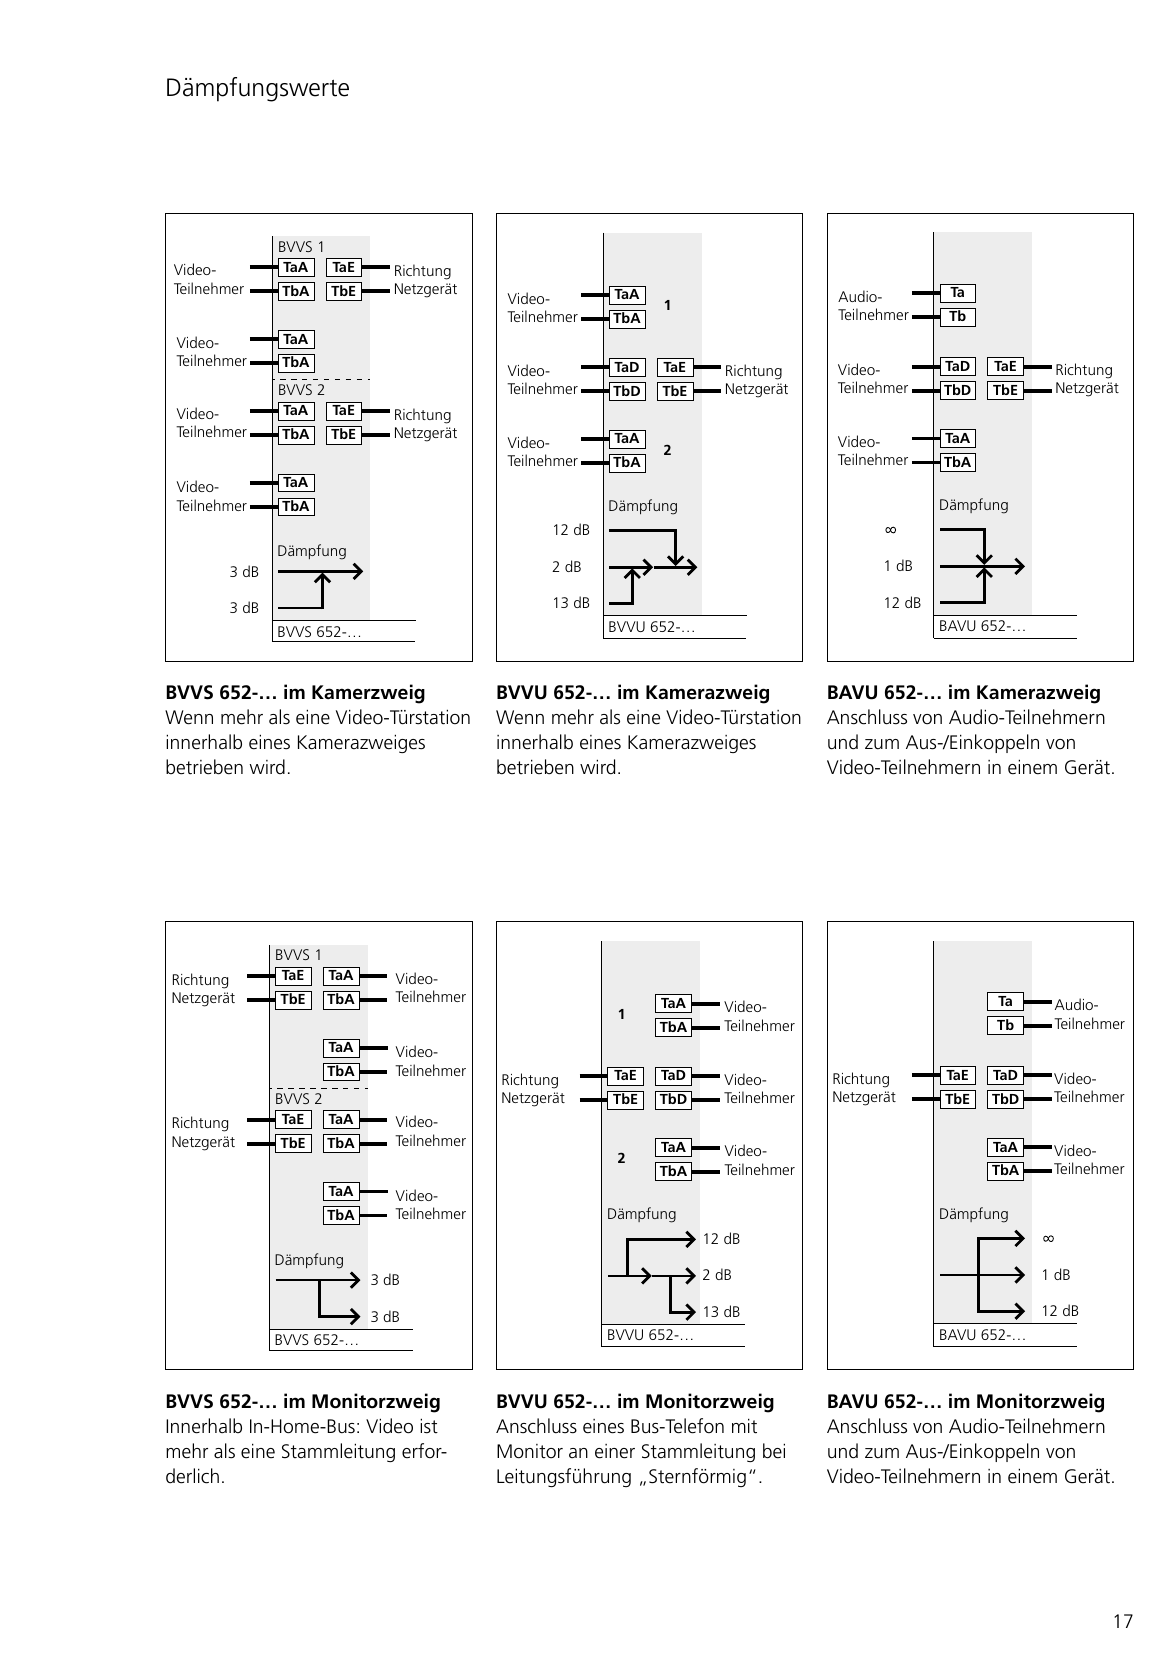 Dämpfungswerte
BVVS 1
Video-
Teilnehmer
TaA TaE
TbA TbE
Richtung
Netzgerät
Video-
Teilnehmer
TaA
TbA
BVVS 2
Video-
Teilnehmer
TaA TaE
TbA TbE
Richtung
Netzgerät
Video-
Teilnehmer
TaA
TbA
Dämpfung
3 dB
3 dB
BVVS 652-…
BVVS 652-… im Kamerzweig
Wenn mehr als eine Video-Türstation
innerhalb eines Kamerazweiges
betrieben wird.
Video-
Teilnehmer
TaA
TbA
1
Video-
Teilnehmer
TaD TaE
TbD TbE
Richtung
Netzgerät
Video-
Teilnehmer
TaA
TbA
2
Dämpfung
12 dB
2 dB
13 dB
BVVU 652-…
BVVU 652-… im Kamerazweig
Wenn mehr als eine Video-Türstation
innerhalb eines Kamerazweiges
betrieben wird.
Audio-
Teilnehmer
Ta
Tb
Video-
Teilnehmer
TaD TaE
TbD TbE
Richtung
Netzgerät
Video-
Teilnehmer
TaA
TbA
Dämpfung
∞
1 dB
12 dB
BAVU 652-…
BAVU 652-… im Kamerazweig
Anschluss von Audio-Teilnehmern
und zum Aus-/Einkoppeln von
Video-Teilnehmern in einem Gerät.
BVVS 1
Richtung
Netzgerät
TaE TaA
TbE TbA
Video-
Teilnehmer
TaA
TbA
Video-
Teilnehmer
BVVS 2
Richtung
Netzgerät
TaE TaA
TbE TbA
Video-
Teilnehmer
TaA
TbA
Video-
Teilnehmer
Dämpfung
3 dB
3 dB
BVVS 652-…
BVVS 652-… im Monitorzweig
Innerhalb In-Home-Bus: Video ist
mehr als eine Stammleitung erfor-
derlich.
1
TaA
TbA
Video-
Teilnehmer
Richtung
Netzgerät
TaE TaD
TbE TbD
Video-
Teilnehmer
2
TaA
TbA
Video-
Teilnehmer
Dämpfung
12 dB
2 dB
13 dB
BVVU 652-…
BVVU 652-… im Monitorzweig
Anschluss eines Bus-Telefon mit
Monitor an einer Stammleitung bei
Leitungsführung „Sternförmig“.
Ta
Tb
Audio-
Teilnehmer
Richtung
Netzgerät
TaE TaD
TbE TbD
Video-
Teilnehmer
TaA
TbA
Video-
Teilnehmer
Dämpfung
∞
1 dB
12 dB
BAVU 652-…
BAVU 652-… im Monitorzweig
Anschluss von Audio-Teilnehmern
und zum Aus-/Einkoppeln von
Video-Teilnehmern in einem Gerät.
17